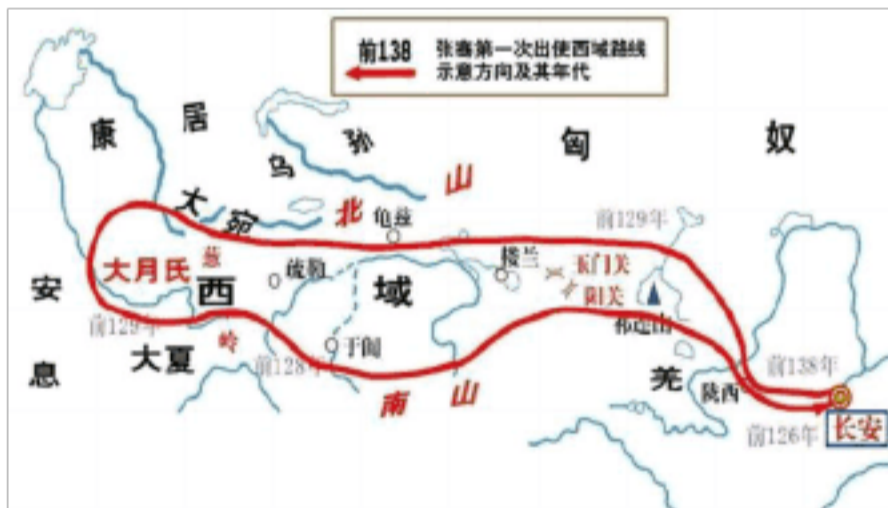 前138 张骞第一次出使西域路线
示意方向及其年代
康居
乌孙
匈奴
大宛
北山
龟兹
前129年
楼兰
玉门关
阳关
祁连山
大月氏
葱岭
疏勒
西域
安息
前129年
大夏
前128年
于阗
南山
羌
陇西
前138年
前126年
长安